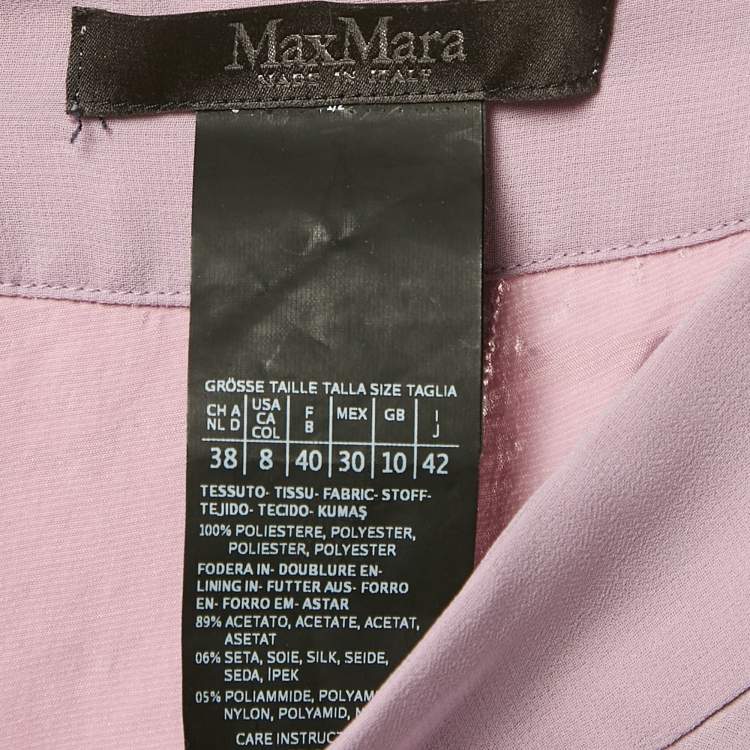 MaxMara
MADE IN ITALY
42
GRÖSSE TAILLE TALLA SIZE TAGLIA
CH A NL D USA CA COL F B MEX GB I J
38 8 40 30 10 42
TESSUTO- TISSU- FABRIC- STOFF-
TEJIDO- TECIDO- KUMAŞ
100% POLIESTERE, POLYESTER,
POLIESTER, POLYESTER
FODERA IN- DOUBLURE EN-
LINING IN- FUTTER AUS- FORRO
EN- FORRO EM- ASTAR
89% ACETATO, ACETATE, ACETAT,
ASETAT
06% SETA, SOIE, SILK, SEIDE,
SEDA, İPEK
05% POLIAMMIDE, POLYAM
NYLON, POLYAMID,
CARE INSTRUCT